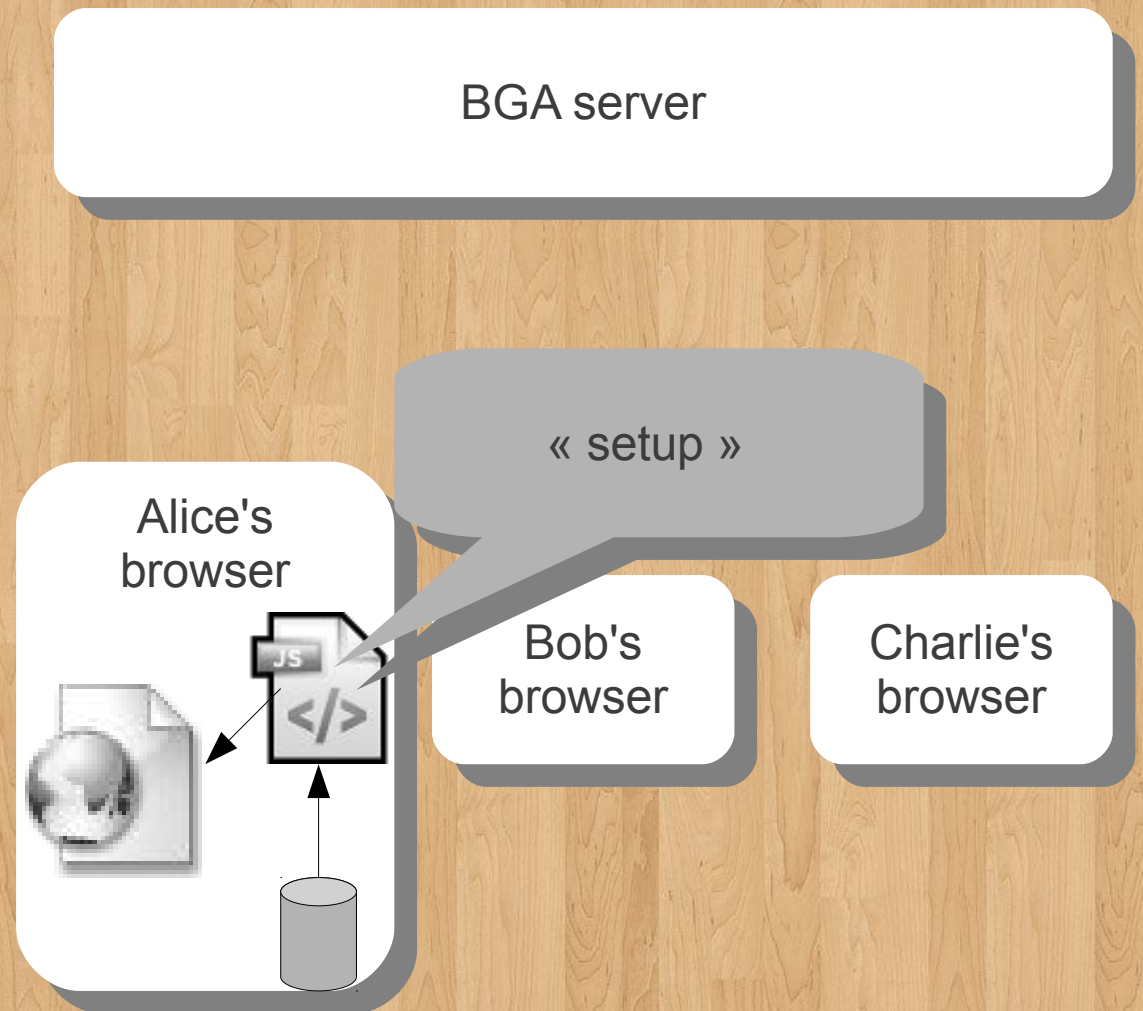 BGA server
« setup »
Alice's
browser
JS
</>
Bob's
browser
Charlie's
browser